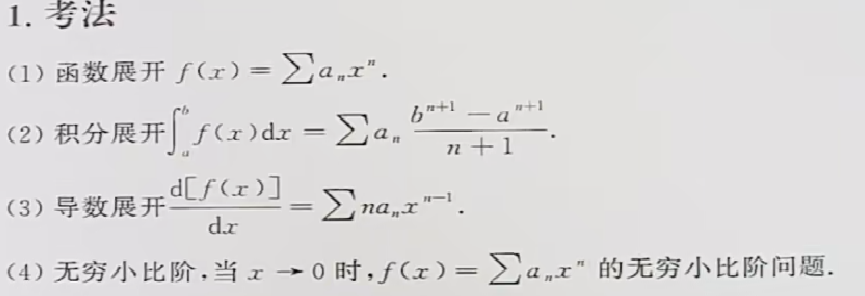 1. 考法
(1) 函数展开 f(x) = ∑aₙxⁿ.
(2) 积分展开∫ₐᵇ f(x)dx = ∑aₙ (bⁿ⁺¹ − aⁿ⁺¹)/(n + 1).
(3) 导数展开 d[f(x)]/dx = ∑naₙxⁿ⁻¹.
(4) 无穷小比阶,当 x → 0 时,f(x) = ∑aₙxⁿ 的无穷小比阶问题.